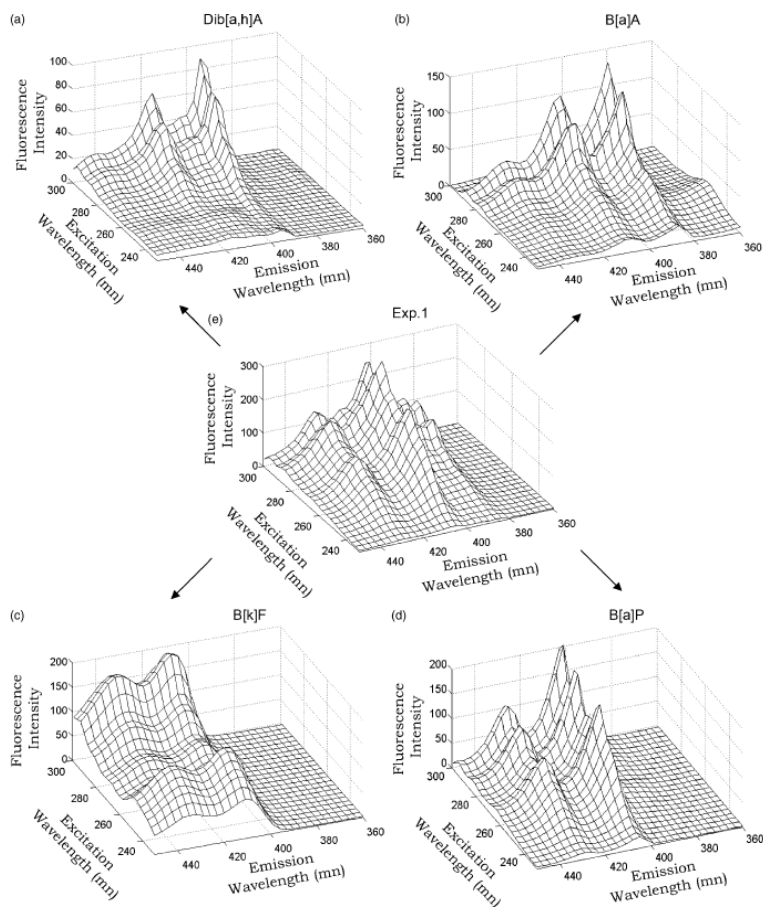 (a)
Dib[a,h]A
100
80
60
40
20
0
Fluorescence
Intensity
300
280
260
240
Excitation
Wavelength (mn)
440
420
400
380
360
Emission
Wavelength (mn)
(b)
B[a]A
150
100
50
0
Fluorescence
Intensity
300
280
260
240
Excitation
Wavelength (mn)
440
420
400
380
360
Emission
Wavelength (mn)
(e)
Exp.1
300
200
100
0
Fluorescence
Intensity
300
280
260
240
Excitation
Wavelength (mn)
440
420
400
380
360
Emission
Wavelength (mn)
(c)
B[k]F
200
150
100
50
0
Fluorescence
Intensity
300
280
260
240
Excitation
Wavelength (mn)
440
420
400
380
360
Emission
Wavelength (mn)
(d)
B[a]P
200
150
100
50
0
Fluorescence
Intensity
300
280
260
240
Excitation
Wavelength (mn)
440
420
400
380
360
Emission
Wavelength (mn)